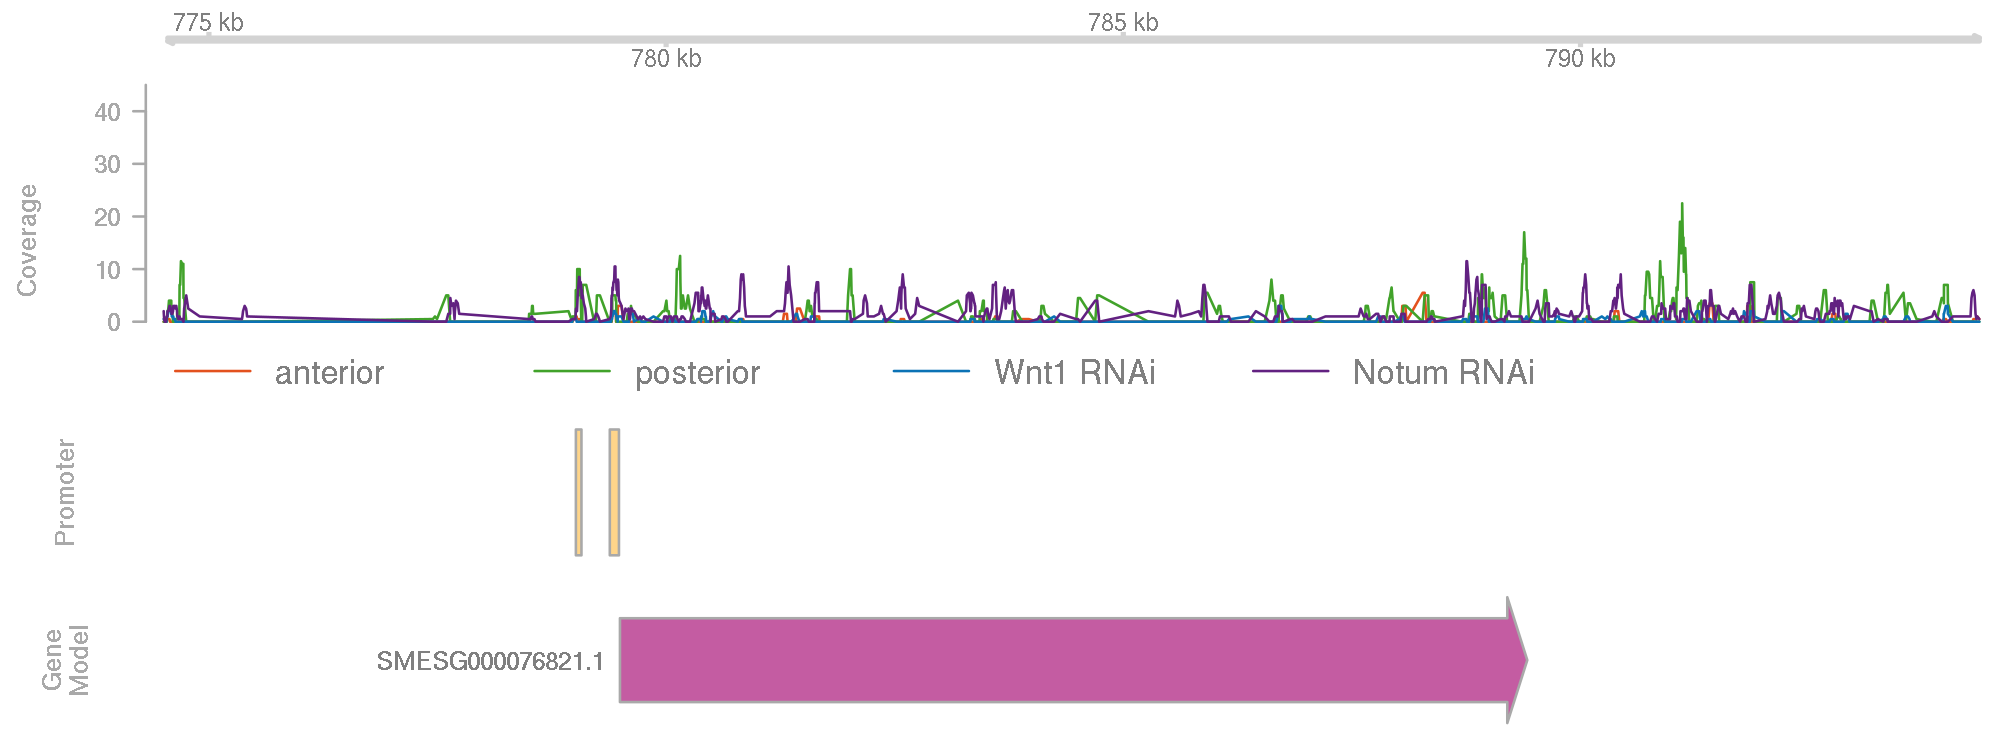 775 kb
785 kb
780 kb
790 kb
Coverage
40
30
20
10
0
anterior
posterior
Wnt1 RNAi
Notum RNAi
Promoter
Gene
Model
SMESG000076821.1